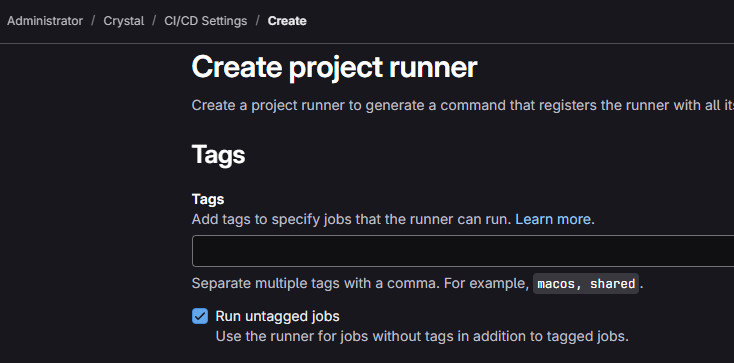 Administrator / Crystal / CI/CD Settings / Create
Create project runner
Create a project runner to generate a command that registers the runner with all
Tags
Tags
Add tags to specify jobs that the runner can run. Learn more.
Separate multiple tags with a comma. For example, macos, shared.
Run untagged jobs
Use the runner for jobs without tags in addition to tagged jobs.